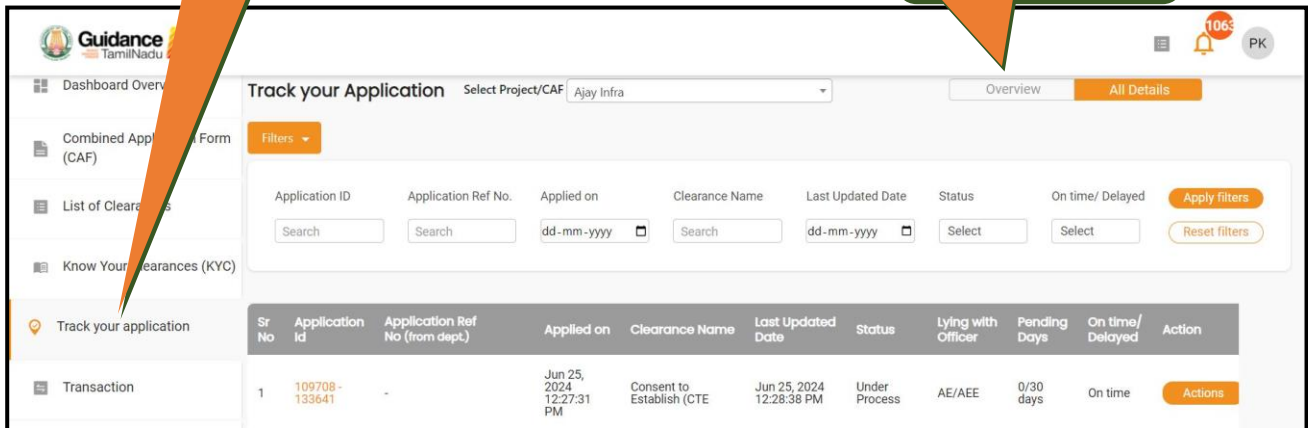 Guidance
TamilNadu
1063
PK
Dashboard Overv
Track your Application
Select Project/CAF
Ajay Infra
Overview
All Details
Combined App Form
(CAF)
Filters
List of Cleara s
Application ID
Application Ref No.
Applied on
Clearance Name
Last Updated Date
Status
On time/ Delayed
Apply filters
Search
Search
dd-mm-yyyy
Search
dd-mm-yyyy
Select
Select
Reset filters
Know Your earances (KYC)
Track your application
Sr No
Application Id
Application Ref No (from dept.)
Applied on
Clearance Name
Last Updated Date
Status
Lying with Officer
Pending Days
On time/ Delayed
Action
Transaction
1
109708 - 133641
-
Jun 25, 2024 12:27:31 PM
Consent to Establish (CTE
Jun 25, 2024 12:28:38 PM
Under Process
AE/AEE
0/30 days
On time
Actions